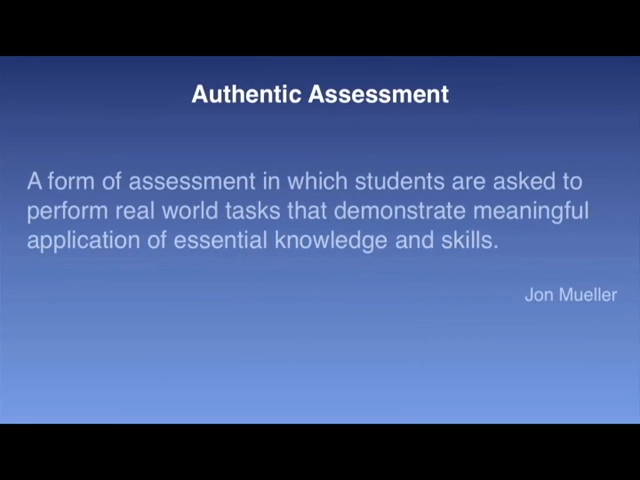 Authentic Assessment
A form of assessment in which students are asked to
perform real world tasks that demonstrate meaningful
application of essential knowledge and skills.
Jon Mueller